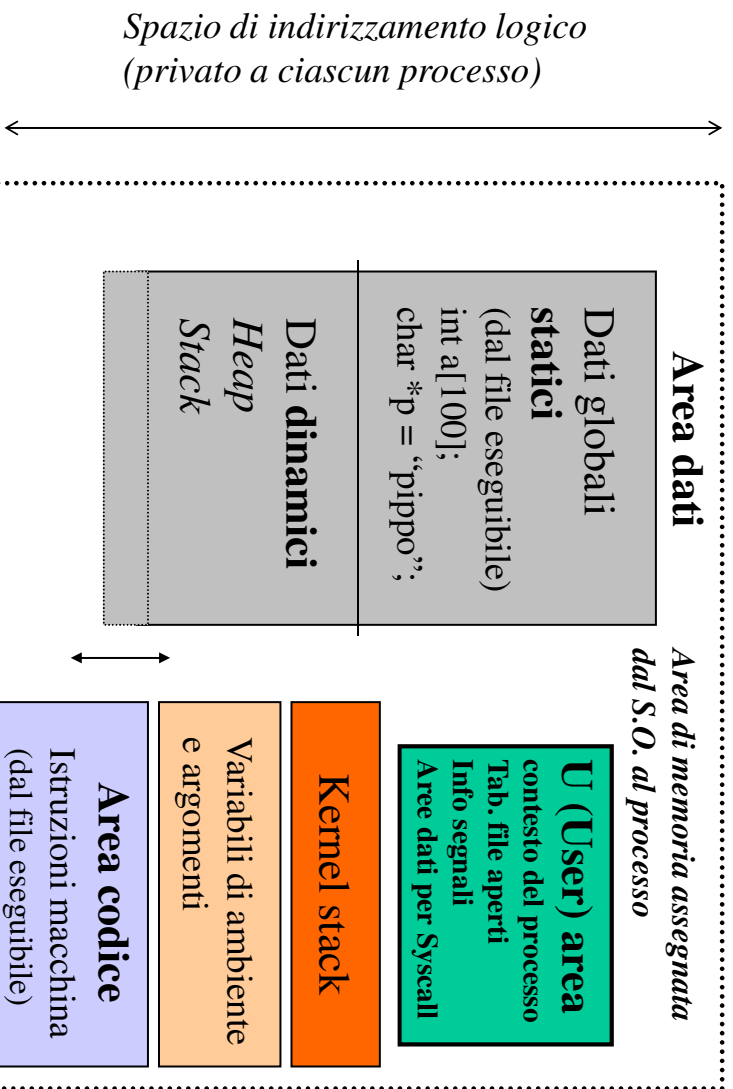 Spazio di indirizzamento logico
(privato a ciascun processo)
Area dati
Dati globali
statici
(dal file eseguibile)
int a[100];
char *p = “pippo”;
Dati dinamici
Heap
Stack
Area di memoria assegnata
dal S.O. al processo
U (User) area
contesto del processo
Tab. file aperti
Info segnali
Aree dati per Syscall
Kernel stack
Variabili di ambiente
e argomenti
Area codice
Istruzioni macchina
(dal file eseguibile)